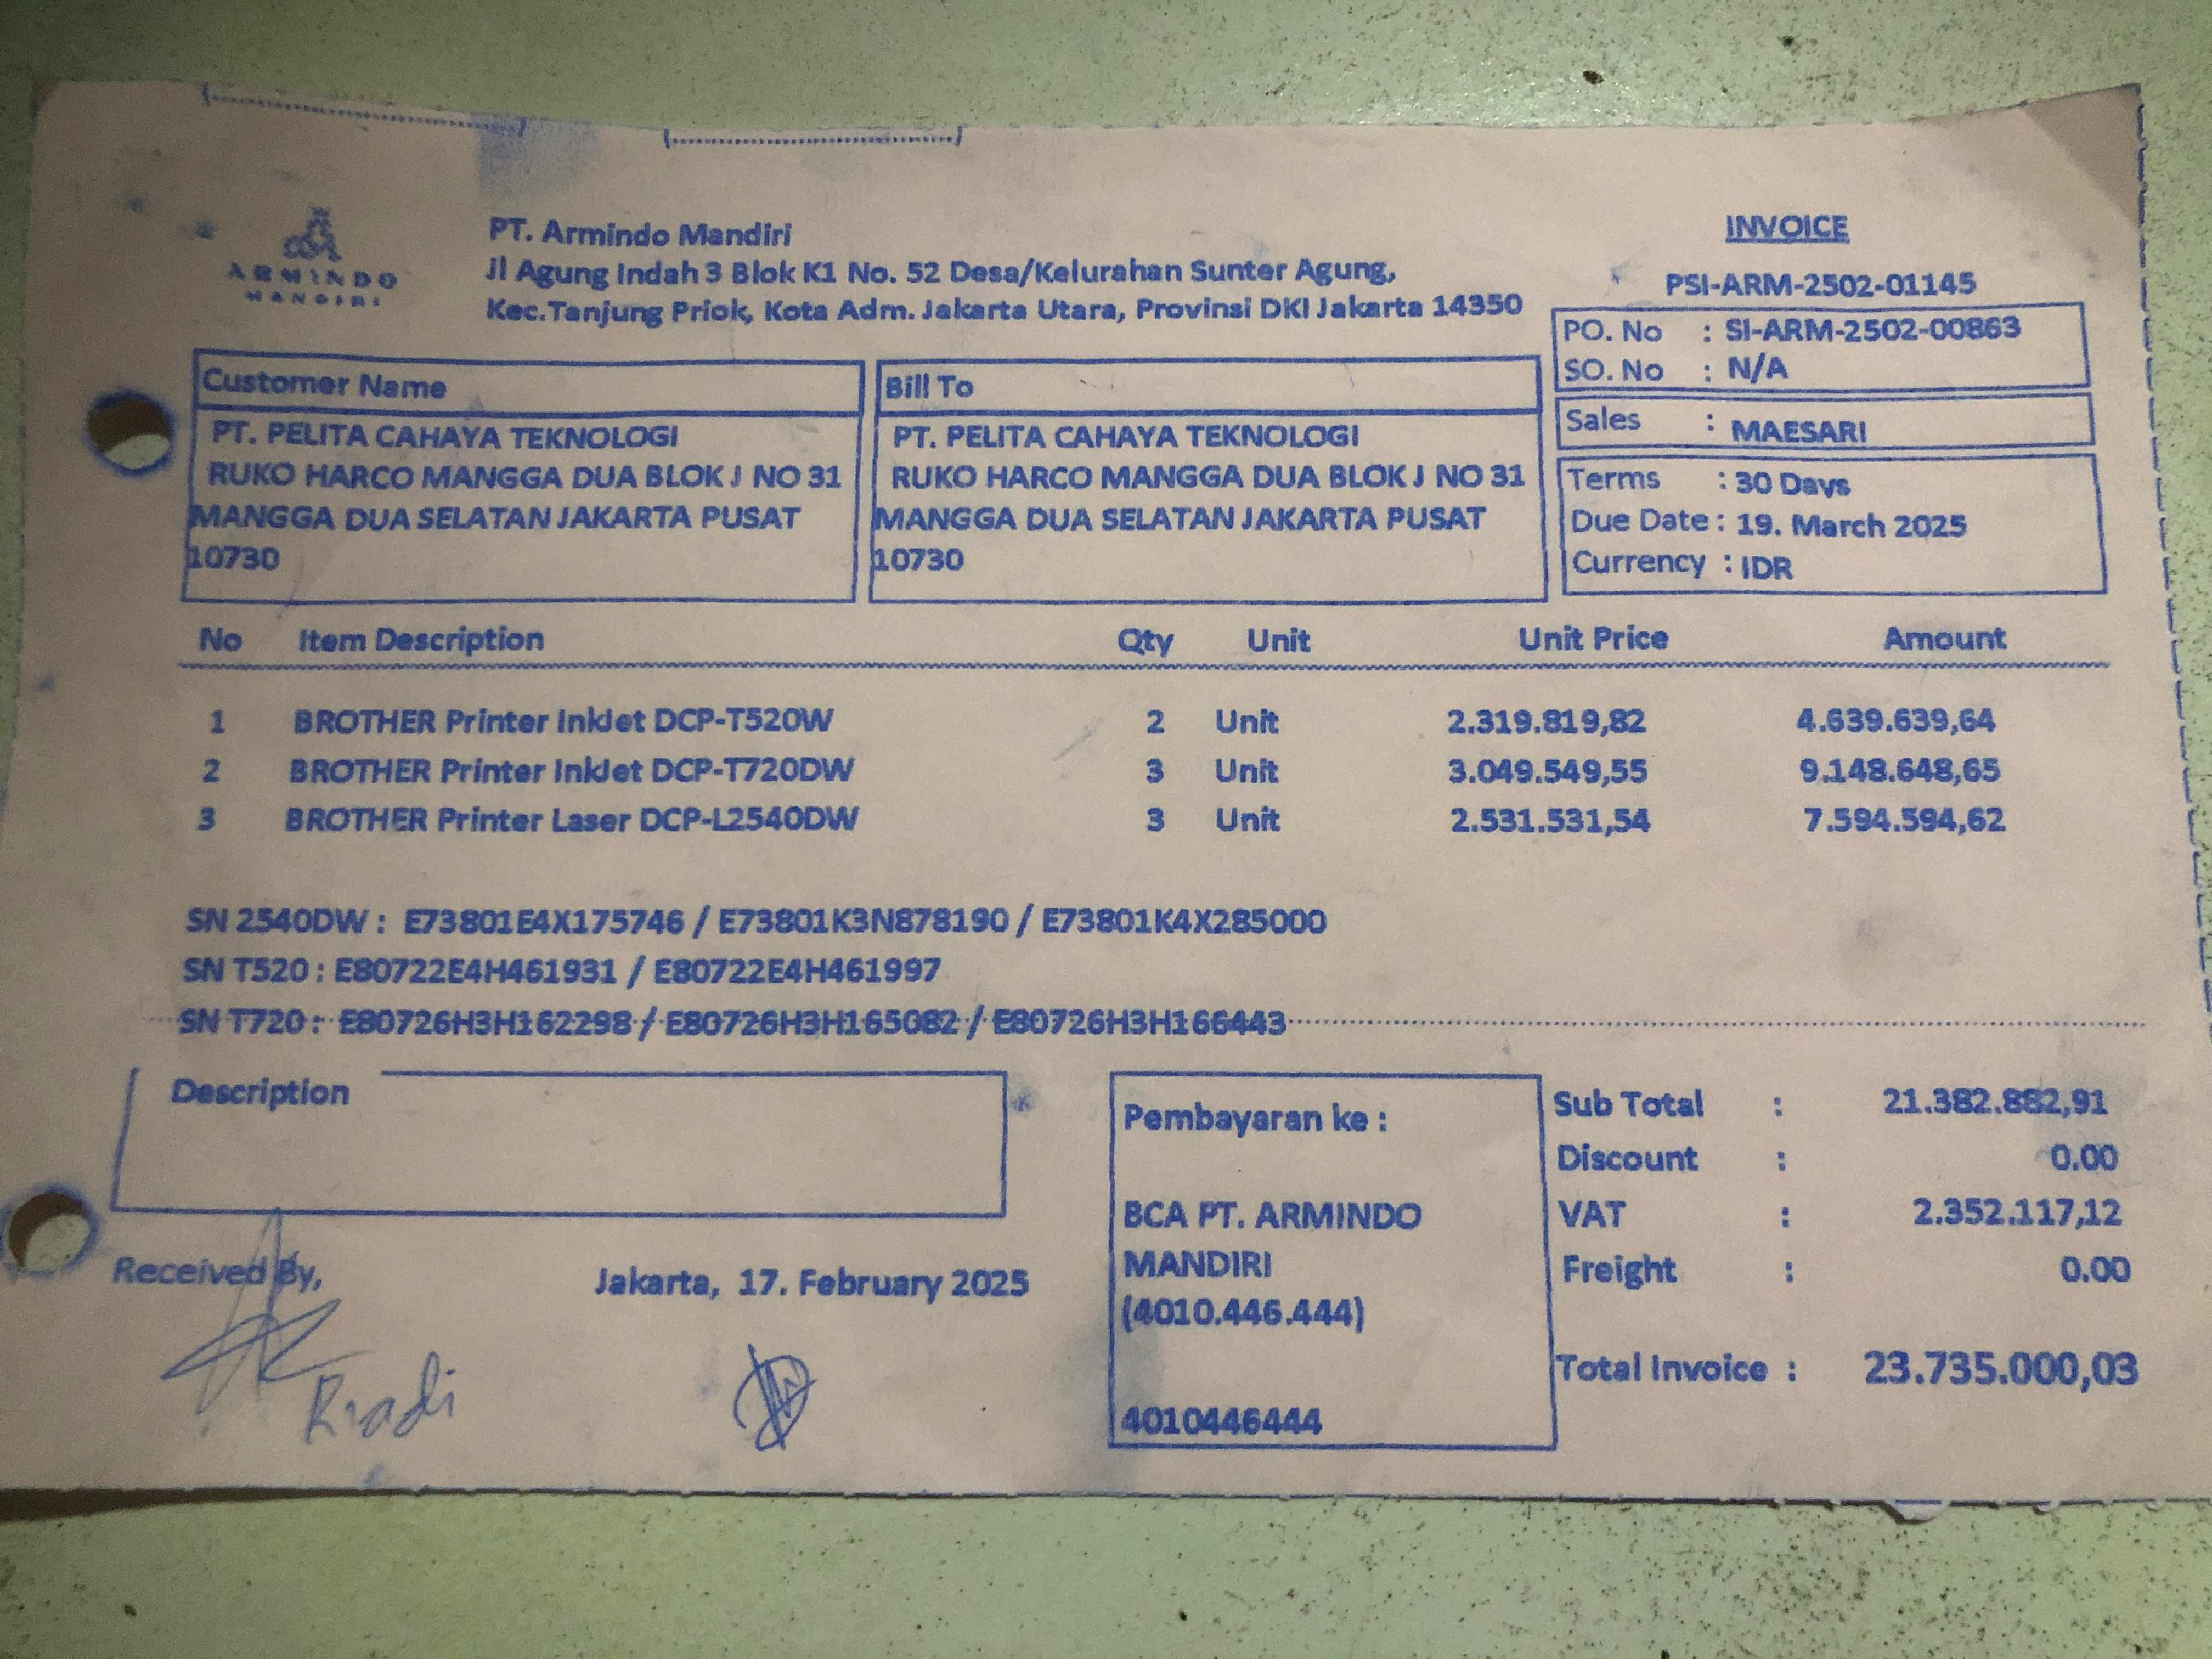 ARMINDO
MANDIRI
PT. Armindo Mandiri
Jl Agung Indah 3 Blok K1 No. 52 Desa/Kelurahan Sunter Agung,
Kec.Tanjung Priok, Kota Adm. Jakarta Utara, Provinsi DKI Jakarta 14350
INVOICE
PSI-ARM-2502-01145
PO. No : SI-ARM-2502-00863
SO. No : N/A
Sales : MAESARI
Terms : 30 Days
Due Date : 19. March 2025
Currency : IDR
Customer Name
PT. PELITA CAHAYA TEKNOLOGI
RUKO HARCO MANGGA DUA BLOK J NO 31
MANGGA DUA SELATAN JAKARTA PUSAT
10730
Bill To
PT. PELITA CAHAYA TEKNOLOGI
RUKO HARCO MANGGA DUA BLOK J NO 31
MANGGA DUA SELATAN JAKARTA PUSAT
10730
No Item Description Qty Unit Unit Price Amount
1 BROTHER Printer InkJet DCP-T520W 2 Unit 2.319.819,82 4.639.639,64
2 BROTHER Printer InkJet DCP-T720DW 3 Unit 3.049.549,55 9.148.648,65
3 BROTHER Printer Laser DCP-L2540DW 3 Unit 2.531.531,54 7.594.594,62
SN 2540DW : E73801E4X175746 / E73801K3N878190 / E73801K4X285000
SN T520 : E80722E4H461931 / E80722E4H461997
SN T720 : E80726H3H162298 / E80726H3H165082 / E80726H3H166443
Description
Received By,
Riadi
Jakarta, 17. February 2025
Pembayaran ke :
BCA PT. ARMINDO
MANDIRI
(4010.446.444)
4010446444
Sub Total : 21.382.882,91
Discount : 0.00
VAT : 2.352.117,12
Freight : 0.00
Total Invoice : 23.735.000,03